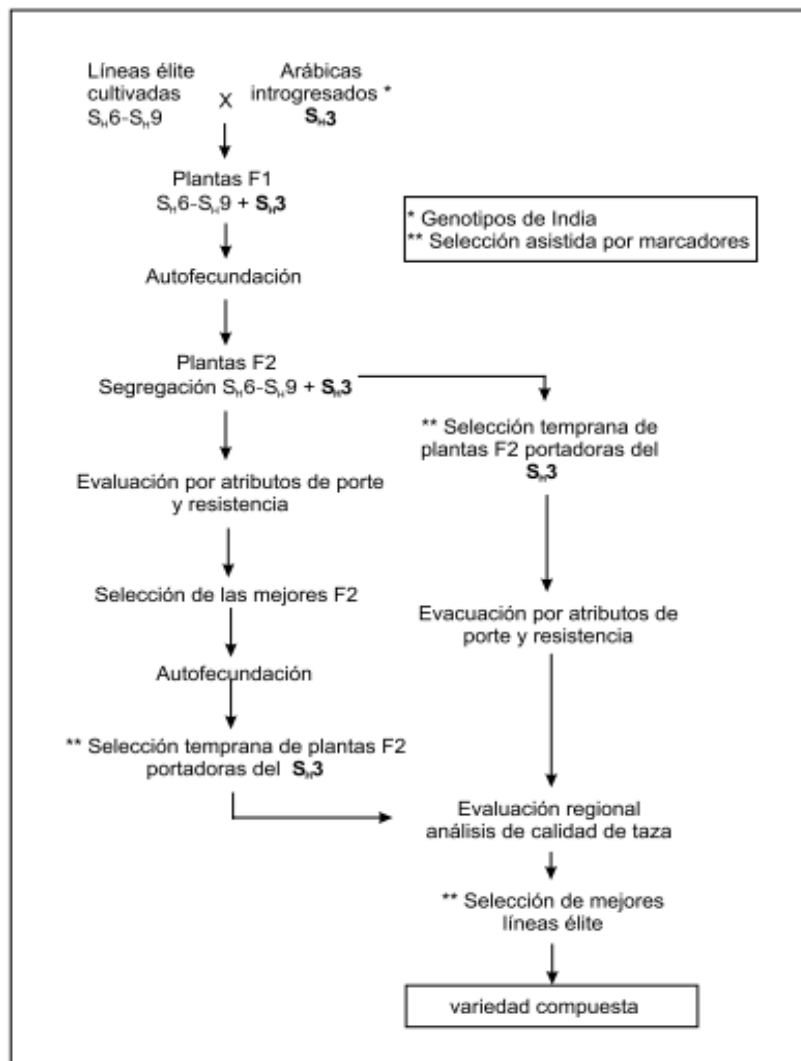 Líneas élite
cultivadas
SH6-SH9
X
Arábicas
introgresados *
SH3
Plantas F1
SH6-SH9 + SH3
* Genotipos de India
** Selección asistida por marcadores
Autofecundación
Plantas F2
Segregación SH6-SH9 + SH3
** Selección temprana de
plantas F2 portadoras del
SH3
Evaluación por atributos de porte
y resistencia
Selección de las mejores F2
Evacuación por atributos de
porte y resistencia
Autofecundación
** Selección temprana de plantas F2
portadoras del SH3
Evaluación regional
análisis de calidad de taza
** Selección de mejores
líneas élite
variedad compuesta